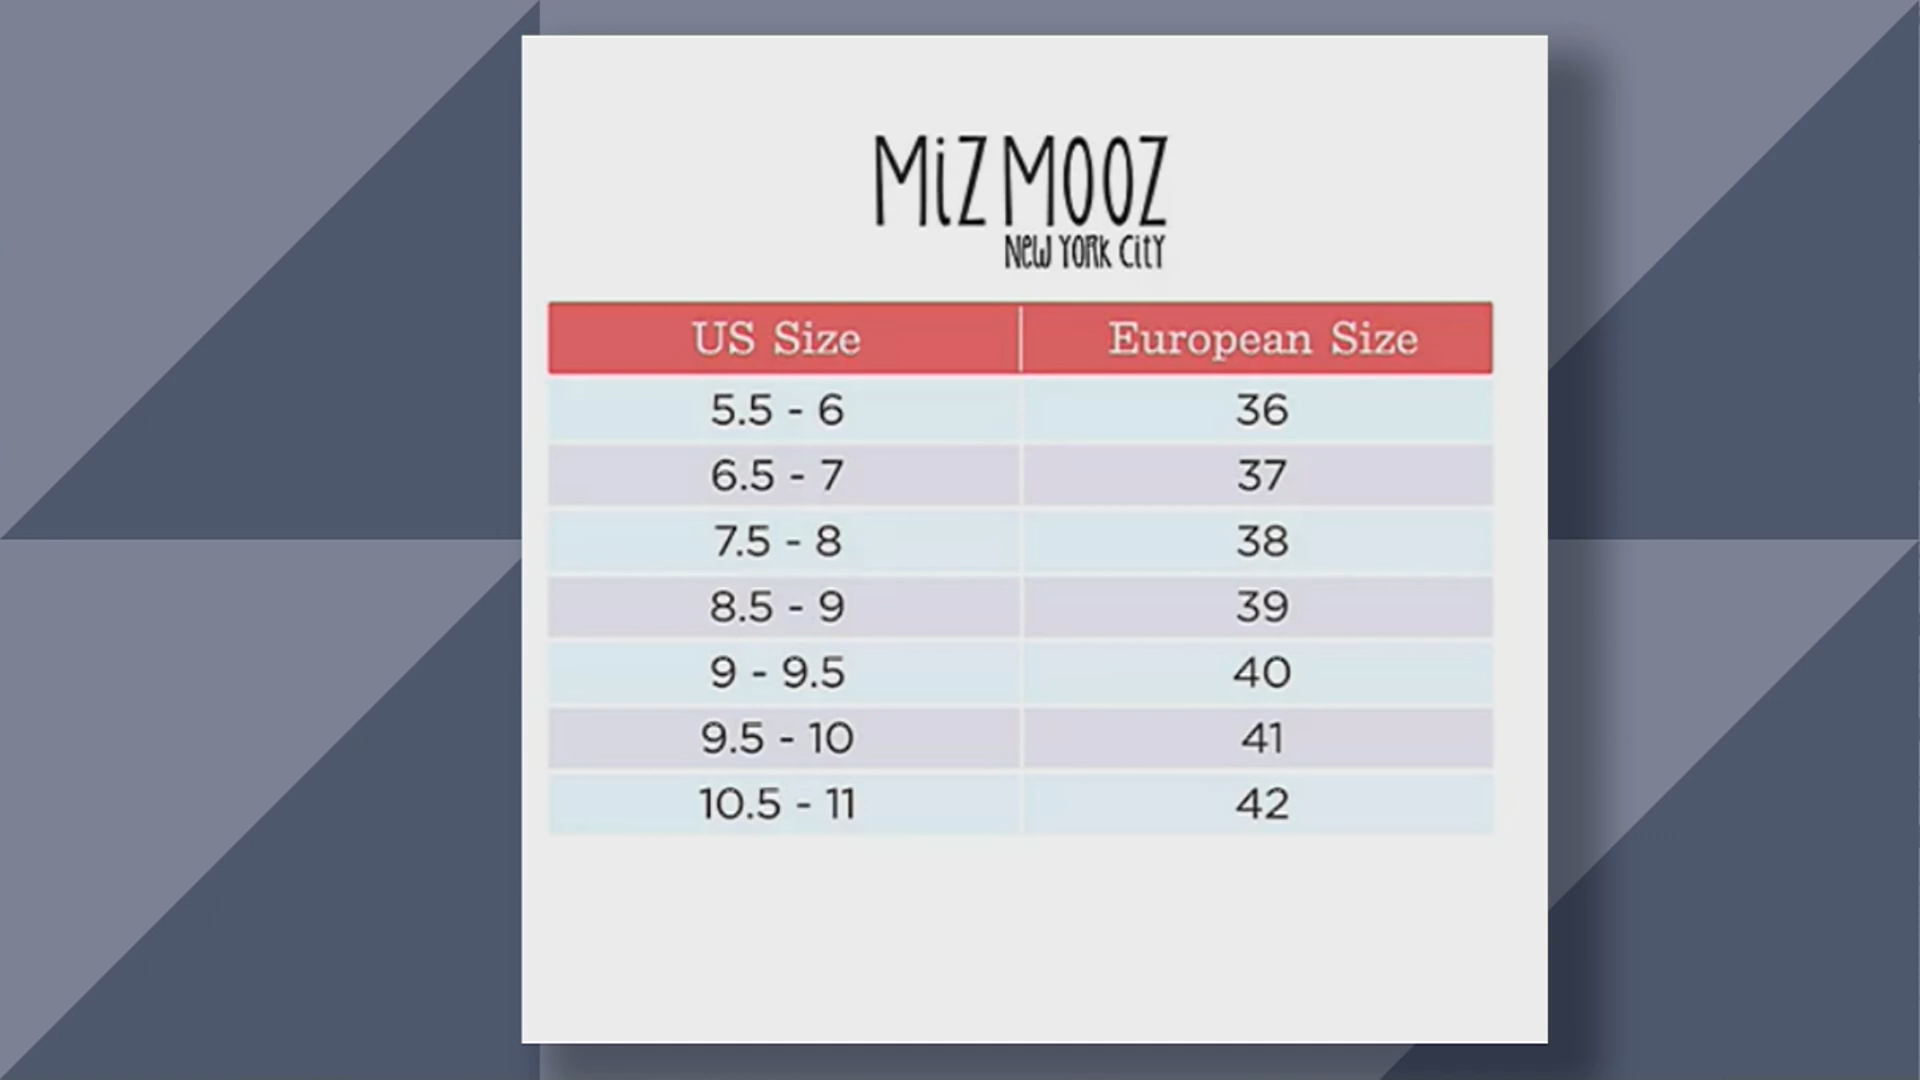 MiZ MOOZ
NEW YORK CITY
US Size European Size
5.5 - 6 36
6.5 - 7 37
7.5 - 8 38
8.5 - 9 39
9 - 9.5 40
9.5 - 10 41
10.5 - 11 42